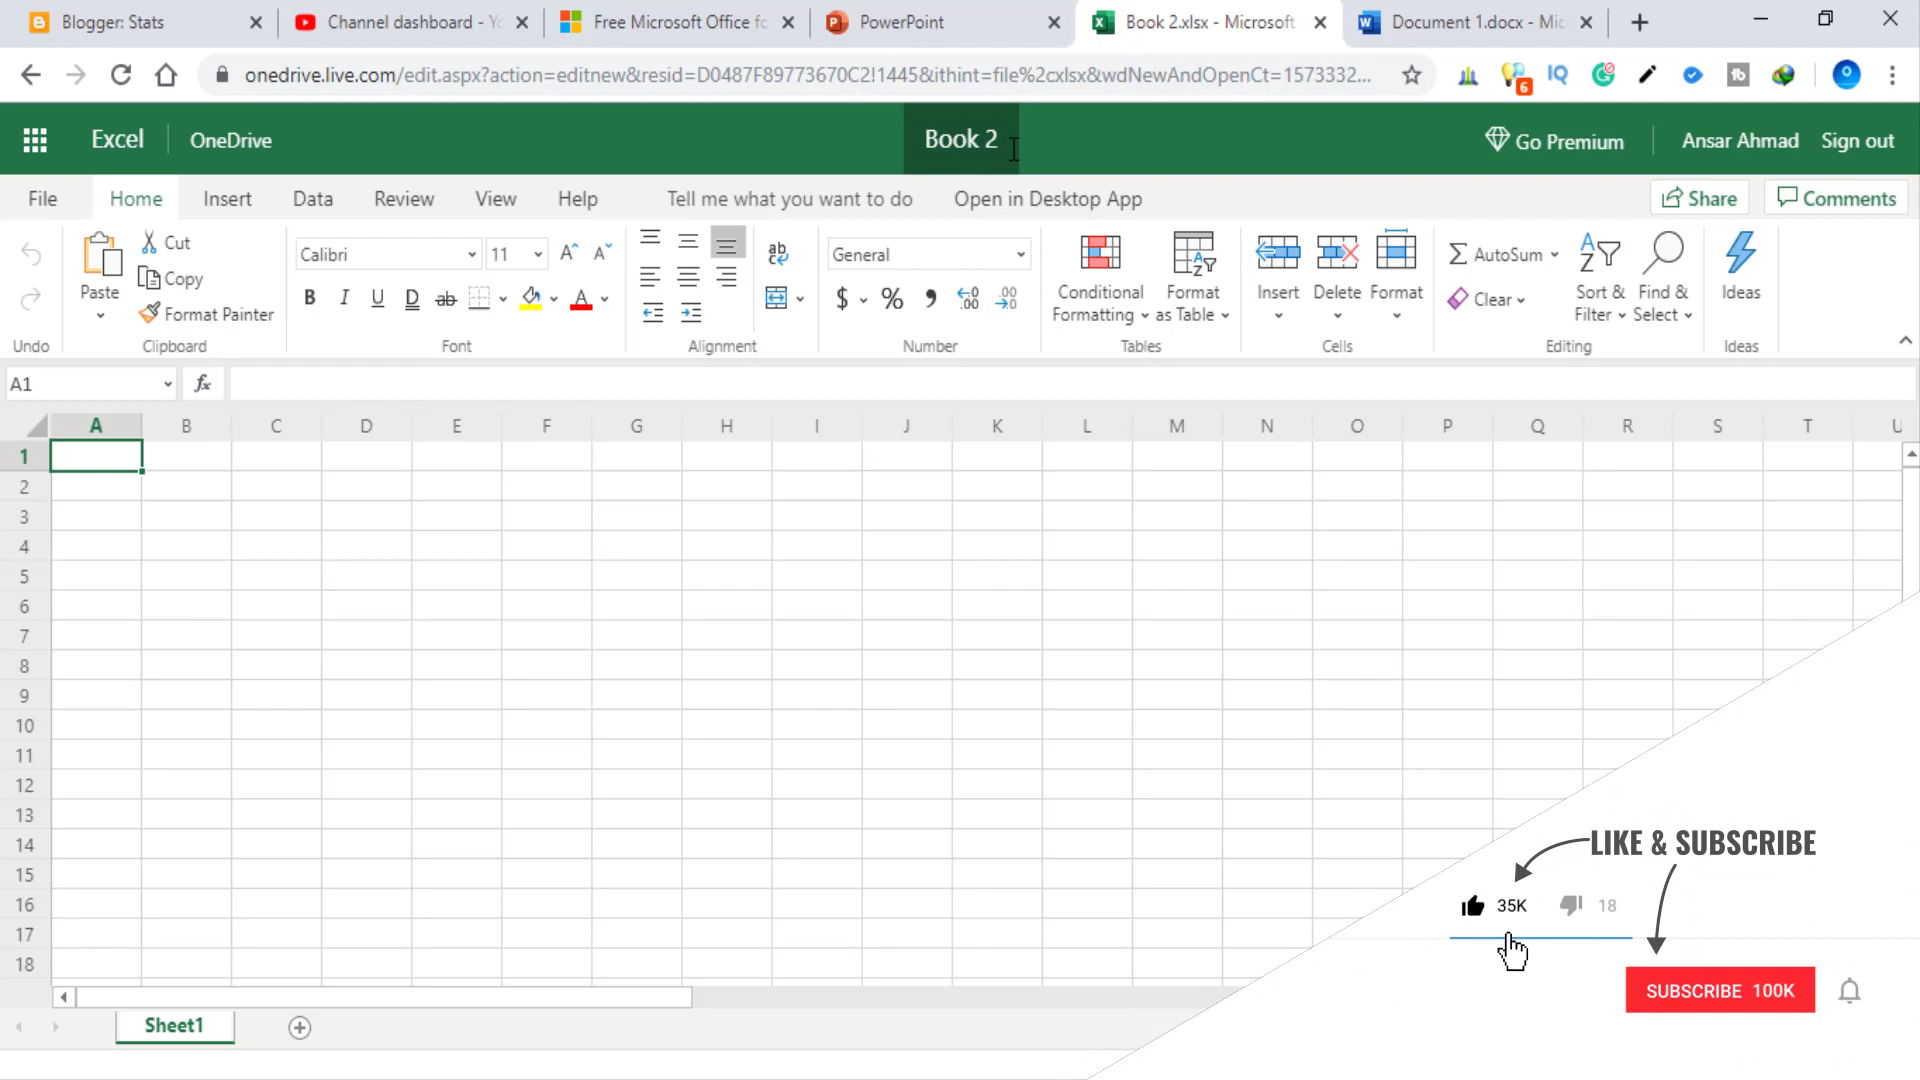 Blogger: Stats
Channel dashboard - Yo
Free Microsoft Office fo
PowerPoint
Book 2.xlsx - Microsoft
Document 1.docx - Mic
onedrive.live.com/edit.aspx?action=editnew&resid=D0487F89773670C2!1445&ithint=file%2cxlsx&wdNewAndOpenCt=1573332...
6
IQ
tb
Excel
OneDrive
Book 2
Go Premium
Ansar Ahmad
Sign out
File
Home
Insert
Data
Review
View
Help
Tell me what you want to do
Open in Desktop App
Share
Comments
Paste
Cut
Copy
Format Painter
Calibri
11
B I U D ab
General
$ % 9
Conditional
Formatting
Format
as Table
Insert
Delete
Format
AutoSum
Clear
Sort &
Filter
Find &
Select
Ideas
Undo
Clipboard
Font
Alignment
Number
Tables
Cells
Editing
Ideas
A1
fx
A B C D E F G H I J K L M N O P Q R S T U
1
2
3
4
5
6
7
8
9
10
11
12
13
14
15
16
17
18
LIKE & SUBSCRIBE
35K
18
SUBSCRIBE 100K
Sheet1